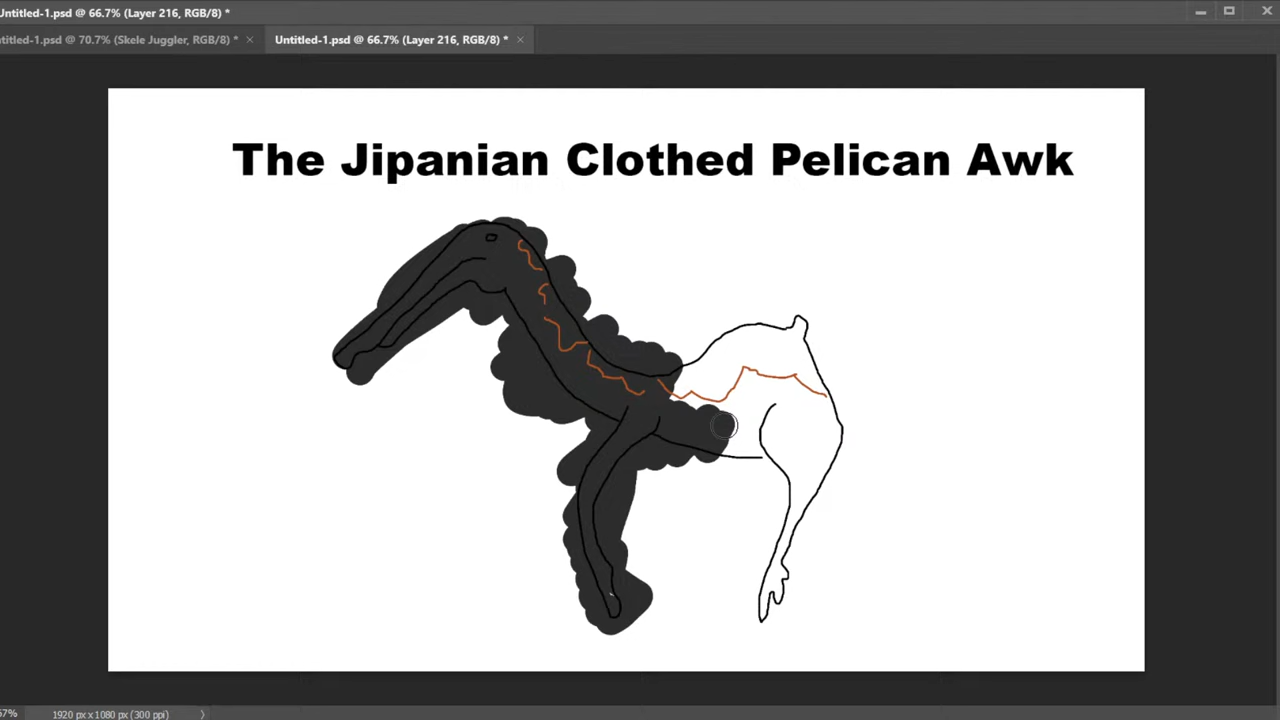 Untitled-1.psd @ 66.7% (Layer 216, RGB/8) *
ntitled-1.psd @ 70.7% (Skele Juggler, RGB/8) * ×
Untitled-1.psd @ 66.7% (Layer 216, RGB/8) * ×
The Jipanian Clothed Pelican Awk
67% 1920 px x 1080 px (300 ppi)